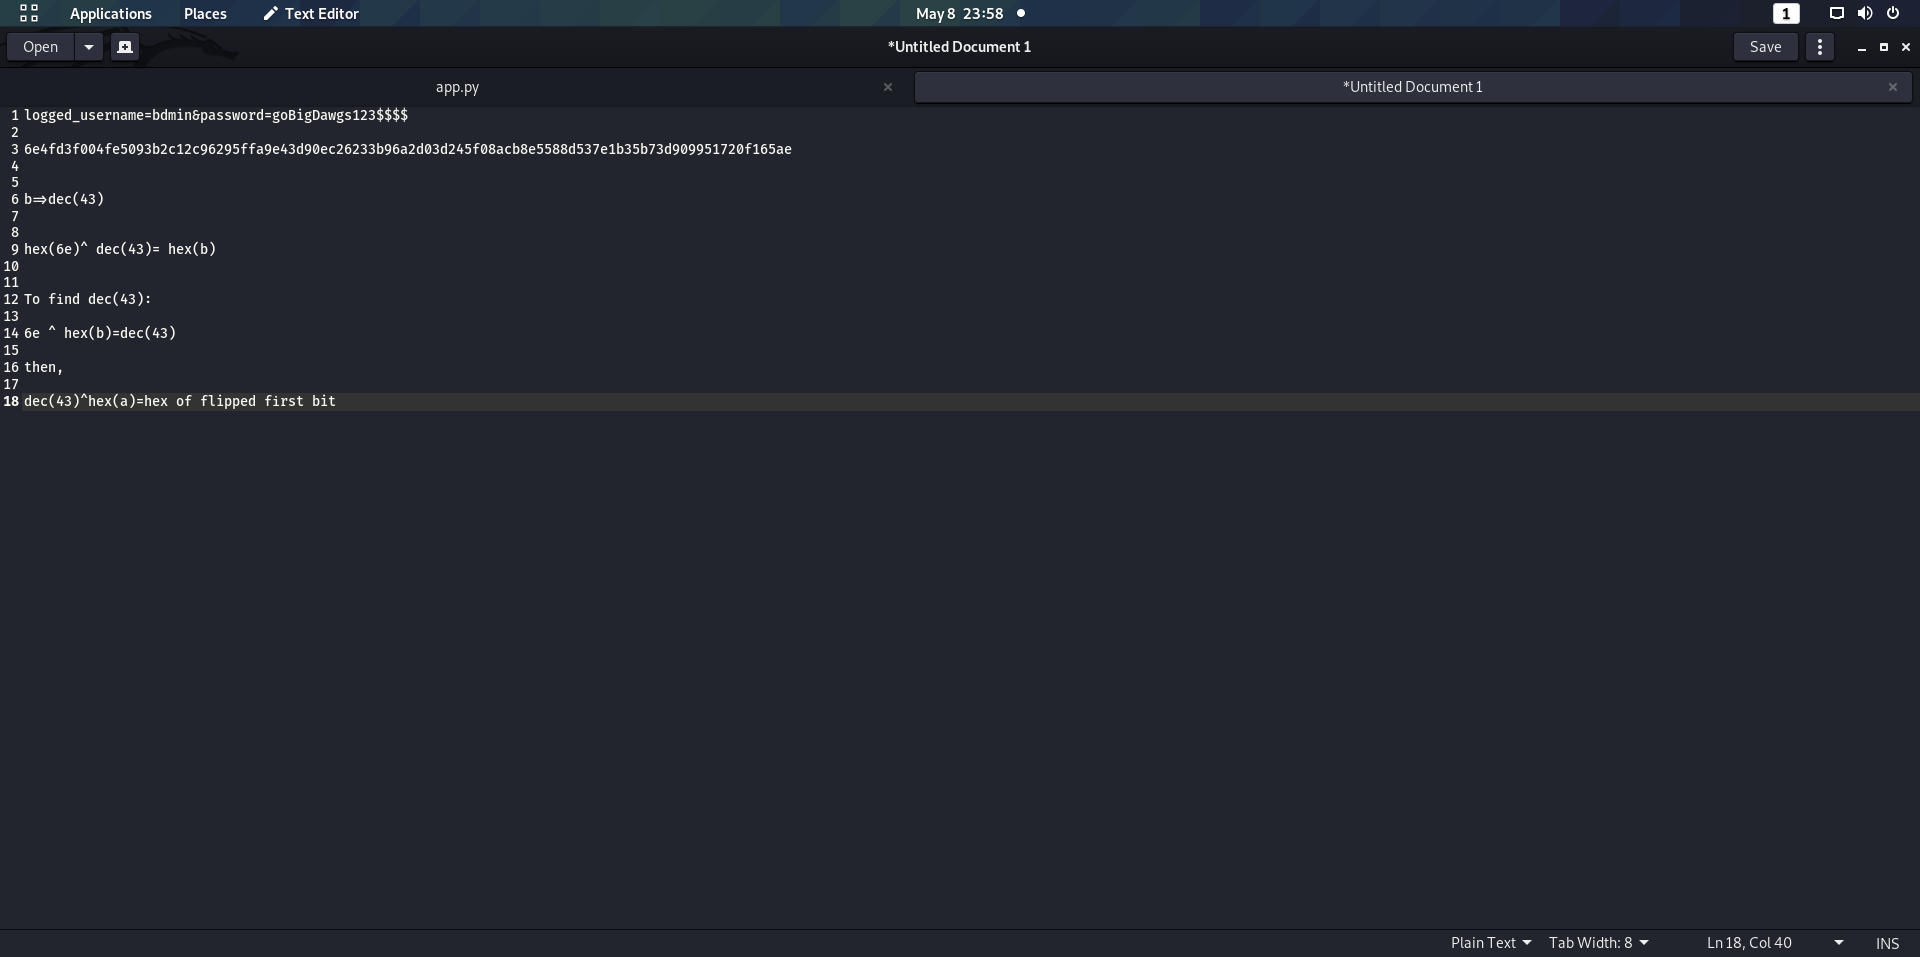 Applications Places Text Editor May 8 23:58 1
Open *Untitled Document 1 Save
app.py *Untitled Document 1
1 logged_username=bdmin&password=goBigDawgs123$$$$
2
3 6e4fd3f004fe5093b2c12c96295ffa9e43d90ec26233b96a2d03d245f08acb8e5588d537e1b35b73d909951720f165ae
4
5
6 b=>dec(43)
7
8
9 hex(6e)^ dec(43)= hex(b)
10
11
12 To find dec(43):
13
14 6e ^ hex(b)=dec(43)
15
16 then,
17
18 dec(43)^hex(a)=hex of flipped first bit
Plain Text Tab Width: 8 Ln 18, Col 40 INS